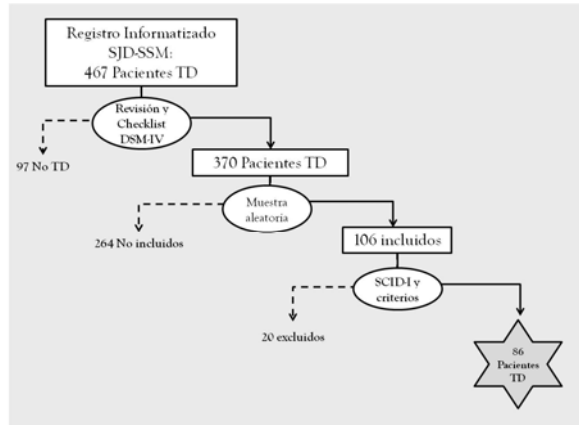 Registro Informatizado
SJD-SSM:
467 Pacientes TD
Revisión y
Checklist
DSM-IV
97 No TD
370 Pacientes TD
Muestra
aleatoria
264 No incluidos
106 incluidos
SCID-I y
criterios
20 excluidos
86
Pacientes
TD